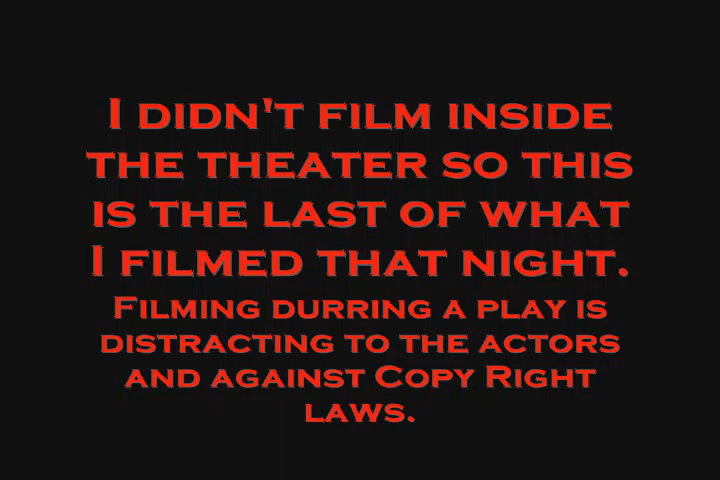 I didn't film inside
the theater so this
is the last of what
I filmed that night.
Filming durring a play is
distracting to the actors
and against Copy Right
laws.